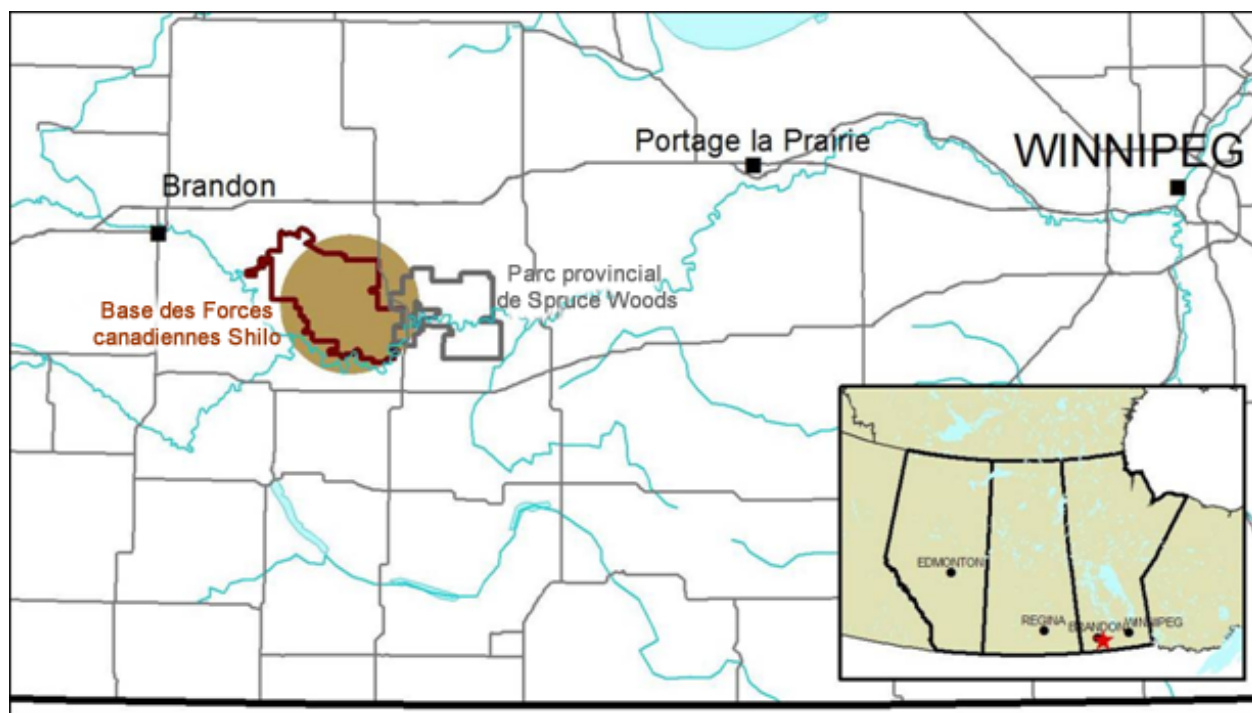 WINNIPEG
Portage la Prairie
Brandon
Parc provincial
de Spruce Woods
Base des Forces
canadiennes Shilo
EDMONTON
REGINA
BRANDON
WINNIPEG